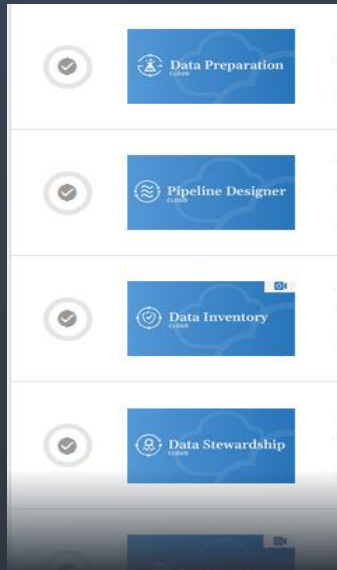 Data Preparation
CLOUD
Pipeline Designer
CLOUD
Data Inventory
CLOUD
Data Stewardship
CLOUD